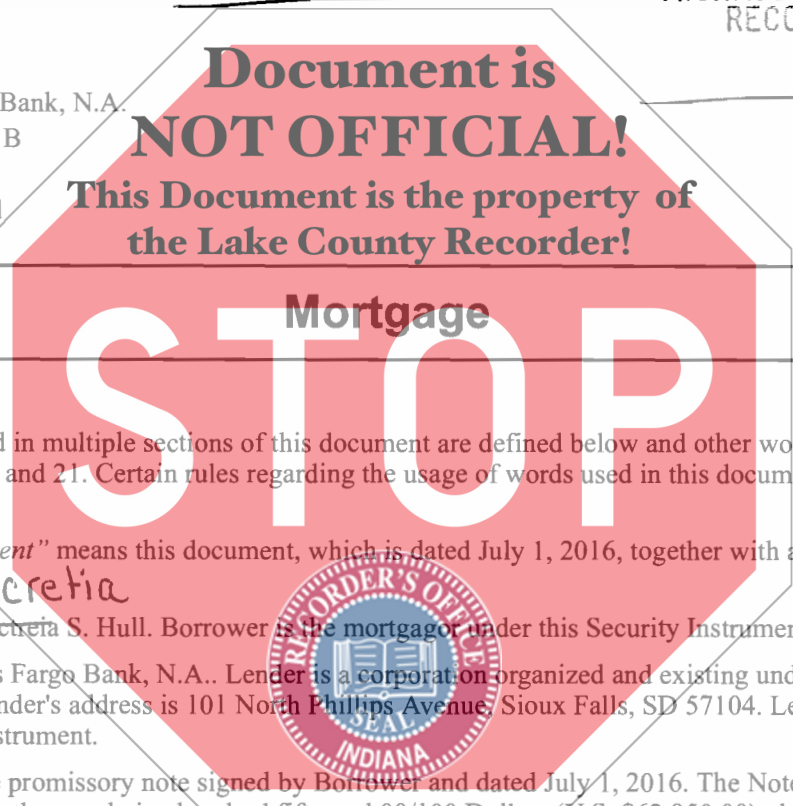 RECO
Document is
Bank, N.A.
NOT OFFICIAL!
B
This Document is the property of
the Lake County Recorder!
Mortgage
STOP
d in multiple sections of this document are defined below and other wo
and 21. Certain rules regarding the usage of words used in this docum
ent" means this document, which is dated July 1, 2016, together with a
cretia
ctreia S. Hull. Borrower is the mortgagor under this Security Instrumen
s Fargo Bank, N.A.. Lender is a corporation organized and existing und
nder's address is 101 North Phillips Avenue, Sioux Falls, SD 57104. Le
strument.
RECORDER'S OFFICE
SEAL
INDIANA
e promissory note signed by Borrower and dated July 1, 2016. The Note